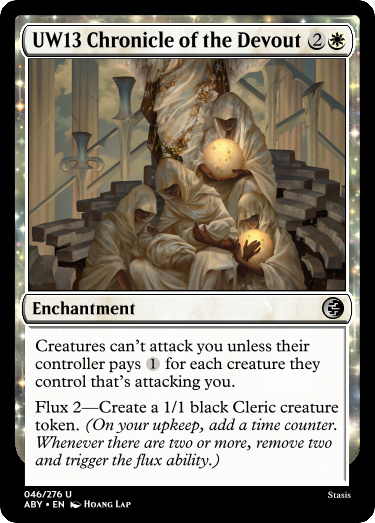 UW13 Chronicle of the Devout 2
Enchantment
Creatures can't attack you unless their
controller pays 1 for each creature they
control that's attacking you.
Flux 2—Create a 1/1 black Cleric creature
token. (On your upkeep, add a time counter.
Whenever there are two or more, remove two
and trigger the flux ability.)
046/276 U
Stasis
ABY • EN Hoang Lap